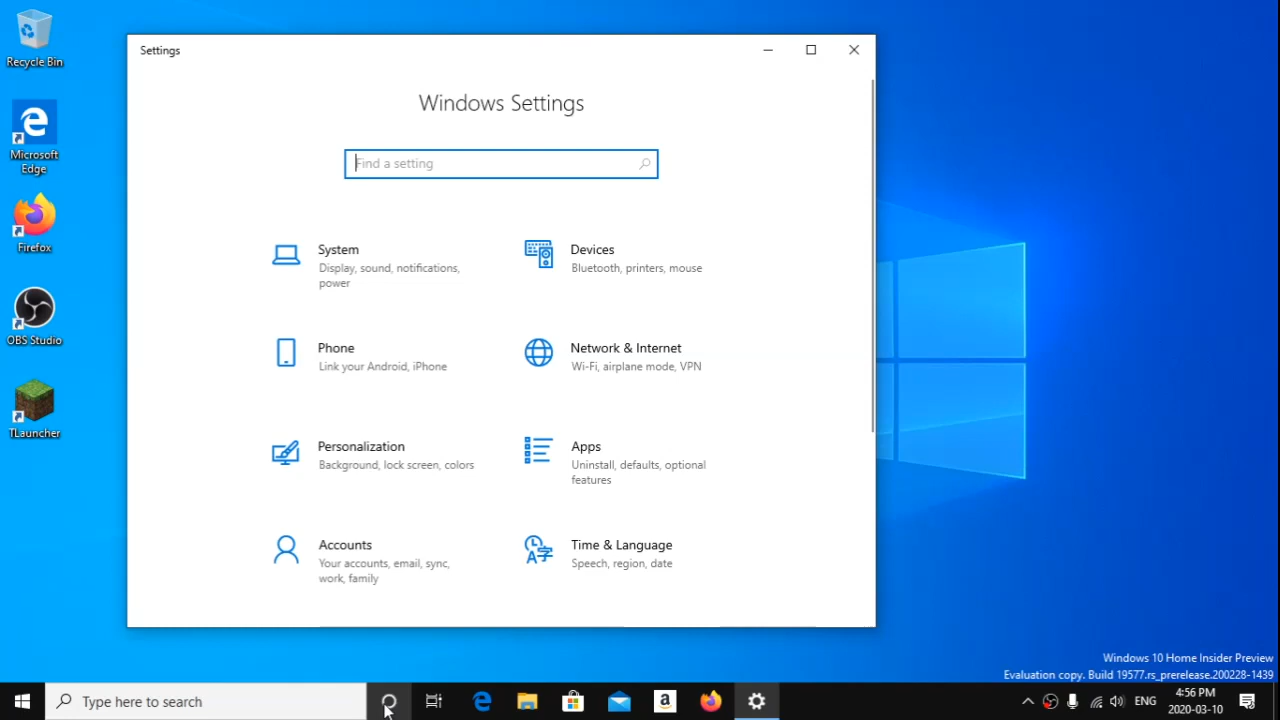 Recycle Bin
Microsoft
Edge
Firefox
OBS Studio
TLauncher
Settings
Windows Settings
Find a setting
System
Display, sound, notifications,
power
Devices
Bluetooth, printers, mouse
Phone
Link your Android, iPhone
Network & Internet
Wi-Fi, airplane mode, VPN
Personalization
Background, lock screen, colors
Apps
Uninstall, defaults, optional
features
Accounts
Your accounts, email, sync,
work, family
Time & Language
Speech, region, date
Windows 10 Home Insider Preview
Evaluation copy. Build 19577.rs_prerelease.200228-1439
Type here to search
ENG
4:56 PM
2020-03-10